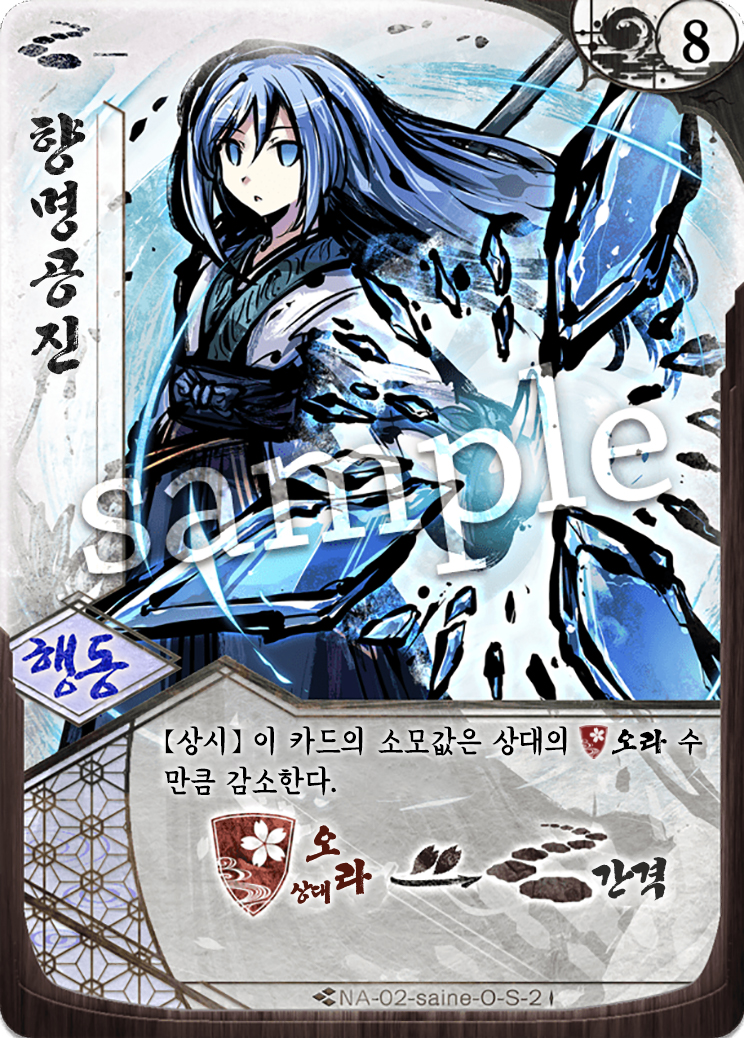 8
향명공진
sample
행동
【상시】 이 카드의 소모값은 상대의 오라 수
만큼 감소한다.
상대 오라 간격
NA-02-saine-O-S-2